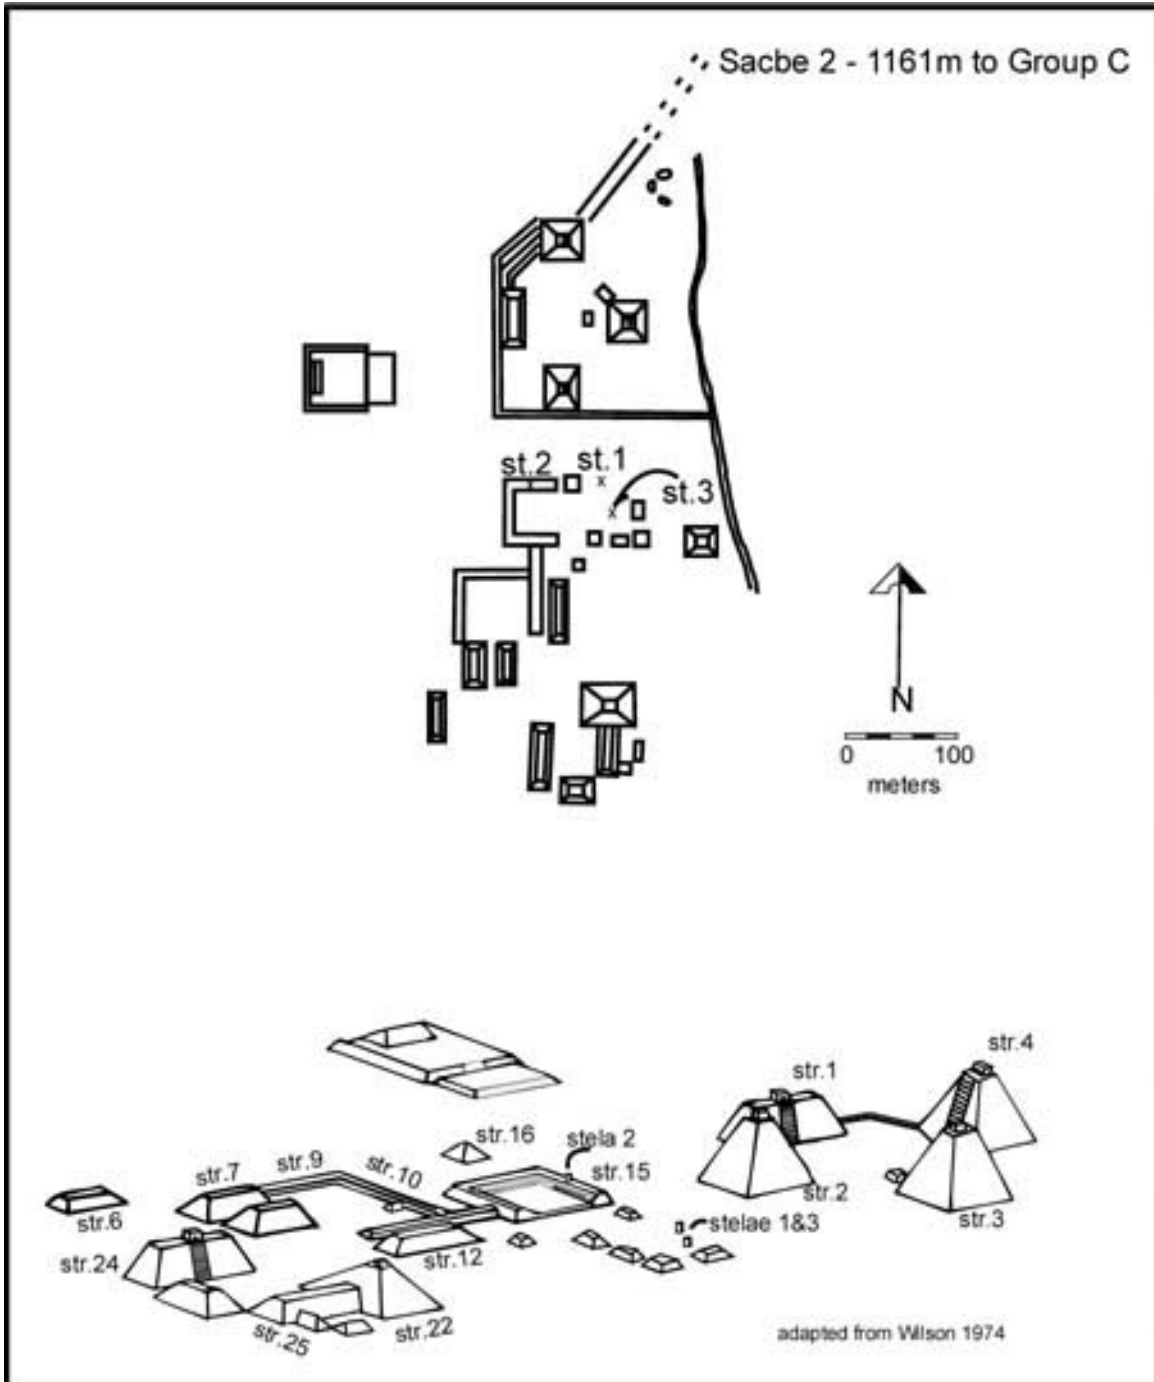 Sacbe 2 - 1161m to Group C
st.2
st.1
st.3
N
0 100
meters
str.4
str.1
str.16
stela 2
str.9
str.10
str.7
str.15
str.2
str.6
stelae 1&3
str.3
str.24
str.12
str.25
str.22
adapted from Wilson 1974